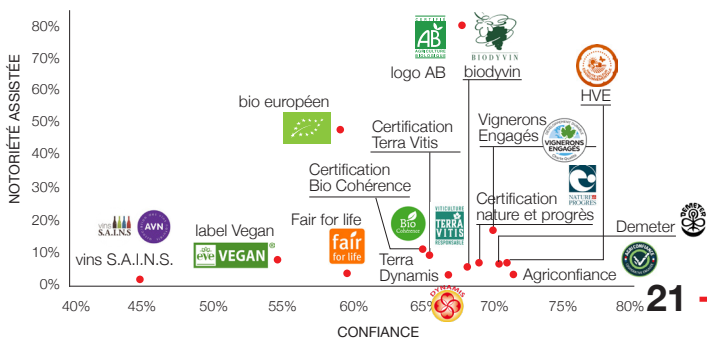 NOTORIÉTÉ ASSISTÉE
80%
70%
60%
50%
40%
30%
20%
10%
0%
CERTIFIÉ
AB
AGRICULTURE
BIOLOGIQUE
logo AB
BIODYVIN
biodyvin
HVE
bio européen
Certification
Terra Vitis
Vignerons
Engagés
VIGNERONS
ENGAGÉS
Certification
Bio Cohérence
NATURE &
PROGRÈS
Certification
nature et progrès
vins
S.A.I.N.S
AVN
vins S.A.I.N.S.
label Vegan
eve VEGAN
Fair for life
fair
for life
Bio
Cohérence
VITICULTURE
TERRA
VITIS
RESPONSABLE
Terra
Dynamis
DYNAMIS
Demeter
DEMETER
AGRICONFIANCE
Agriconfiance
40%
45%
50%
55%
60%
65%
70%
75%
80%
21
CONFIANCE